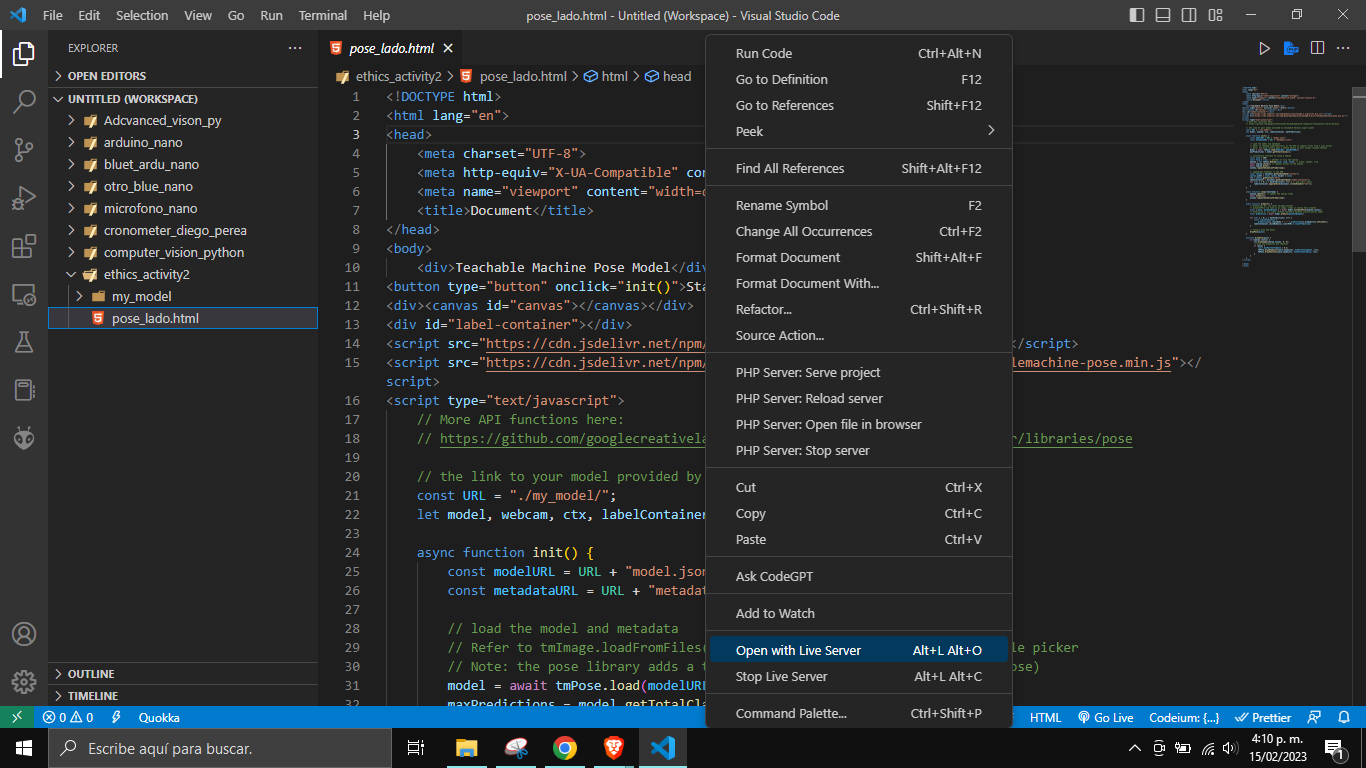 File Edit Selection View Go Run Terminal Help pose_lado.html - Untitled (Workspace) - Visual Studio Code
EXPLORER
OPEN EDITORS
UNTITLED (WORKSPACE)
Adcvanced_vison_py
arduino_nano
bluet_ardu_nano
otro_blue_nano
microfono_nano
cronometer_diego_perea
computer_vision_python
ethics_activity2
my_model
pose_lado.html
OUTLINE
TIMELINE
pose_lado.html
ethics_activity2 > pose_lado.html > html > head
1 <!DOCTYPE html>
2 <html lang="en">
3 <head>
4 <meta charset="UTF-8">
5 <meta http-equiv="X-UA-Compatible" con
6 <meta name="viewport" content="width=d
7 <title>Document</title>
8 </head>
9 <body>
10 <div>Teachable Machine Pose Model</div
11 <button type="button" onclick="init()">Sta
12 <div><canvas id="canvas"></canvas></div>
13 <div id="label-container"></div>
14 <script src="https://cdn.jsdelivr.net/npm/ </script>
15 <script src="https://cdn.jsdelivr.net/npm/ lemachine-pose.min.js"></
script>
16 <script type="text/javascript">
17 // More API functions here:
18 // https://github.com/googlecreativela r/libraries/pose
19
20 // the link to your model provided by
21 const URL = "./my_model/";
22 let model, webcam, ctx, labelContainer
23
24 async function init() {
25 const modelURL = URL + "model.json
26 const metadataURL = URL + "metadat
27
28 // load the model and metadata
29 // Refer to tmImage.loadFromFiles( le picker
30 // Note: the pose library adds a t ose)
31 model = await tmPose.load(modelURL
32 maxPredictions = model.getTotalCla
Run Code Ctrl+Alt+N
Go to Definition F12
Go to References Shift+F12
Peek
Find All References Shift+Alt+F12
Rename Symbol F2
Change All Occurrences Ctrl+F2
Format Document Shift+Alt+F
Format Document With...
Refactor... Ctrl+Shift+R
Source Action...
PHP Server: Serve project
PHP Server: Reload server
PHP Server: Open file in browser
PHP Server: Stop server
Cut Ctrl+X
Copy Ctrl+C
Paste Ctrl+V
Ask CodeGPT
Add to Watch
Open with Live Server Alt+L Alt+O
Stop Live Server Alt+L Alt+C
Command Palette... Ctrl+Shift+P
0 0 Quokka HTML Go Live Codeium: {...} Prettier
Escribe aquí para buscar.
4:10 p. m.
15/02/2023
1